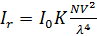 I_r = I_0 K \frac{NV^2}{\lambda^4}